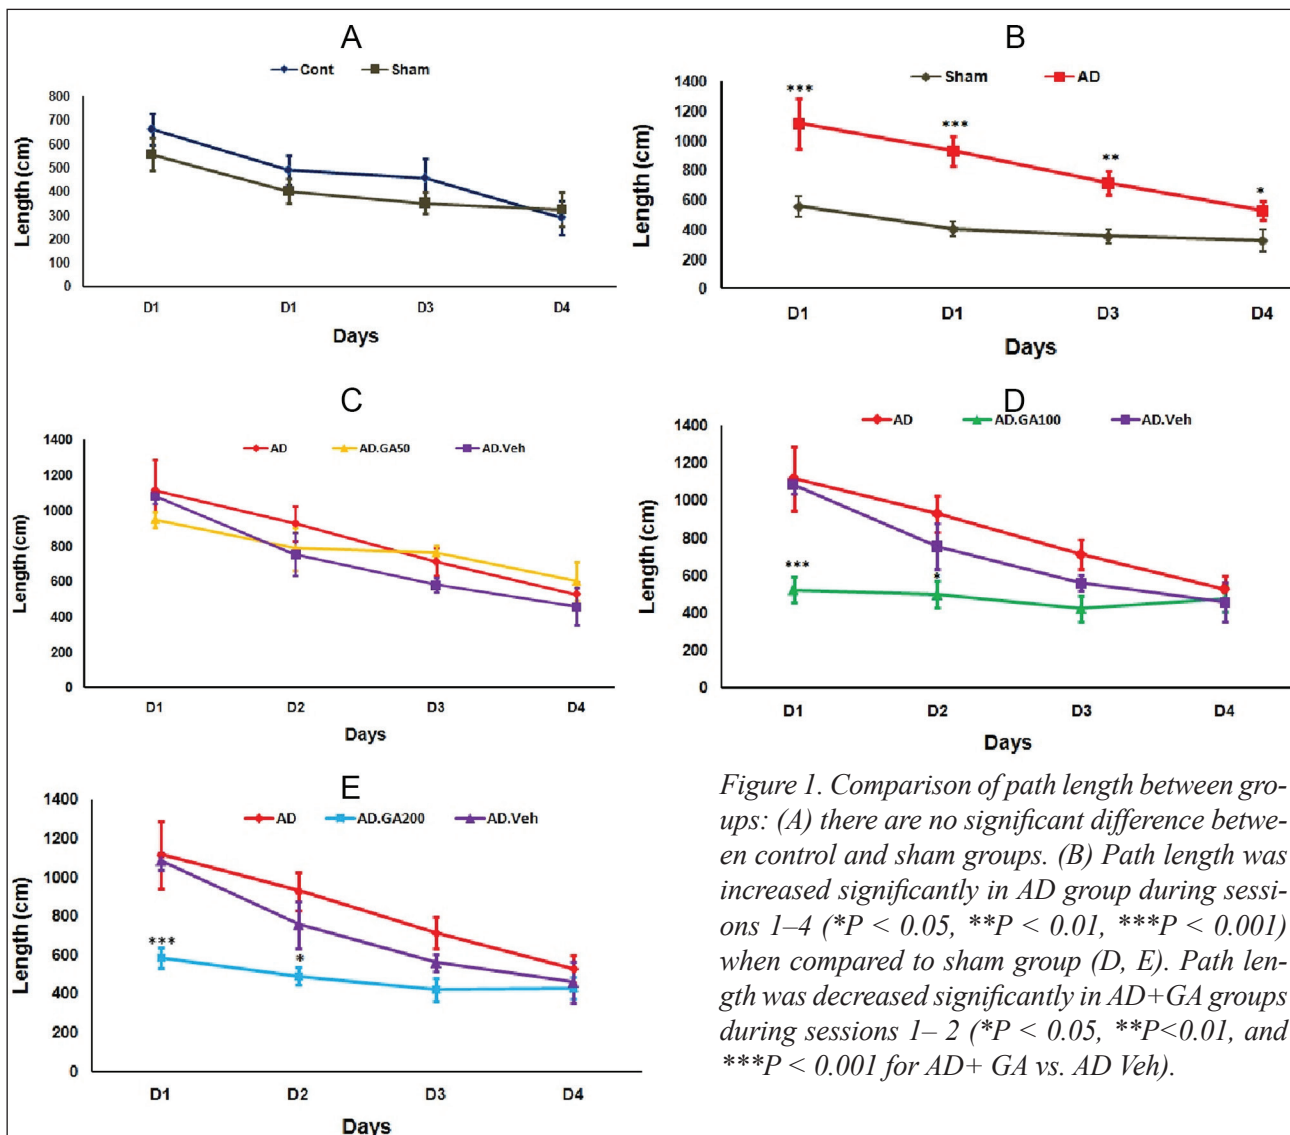 A
Cont Sham
800
700
600
500
400
300
200
100
0
Length (cm)
D1 D1 D3 D4
Days
B
Sham AD
1400
1200
1000
800
600
400
200
0
Length (cm)
*** *** ** *
D1 D1 D3 D4
Days
C
AD AD.GA50 AD.Veh
1400
1200
1000
800
600
400
200
0
Length (cm)
D1 D2 D3 D4
Days
D
AD AD.GA100 AD.Veh
1400
1200
1000
800
600
400
200
0
Length (cm)
*** *
D1 D2 D3 D4
Days
E
AD AD.GA200 AD.Veh
1400
1200
1000
800
600
400
200
0
Length (cm)
*** *
D1 D2 D3 D4
Days
Figure 1. Comparison of path length between gro-
ups: (A) there are no significant difference betwe-
en control and sham groups. (B) Path length was
increased significantly in AD group during sessi-
ons 1–4 (*P < 0.05, **P < 0.01, ***P < 0.001)
when compared to sham group (D, E). Path len-
gth was decreased significantly in AD+GA groups
during sessions 1– 2 (*P < 0.05, **P<0.01, and
***P < 0.001 for AD+ GA vs. AD Veh).